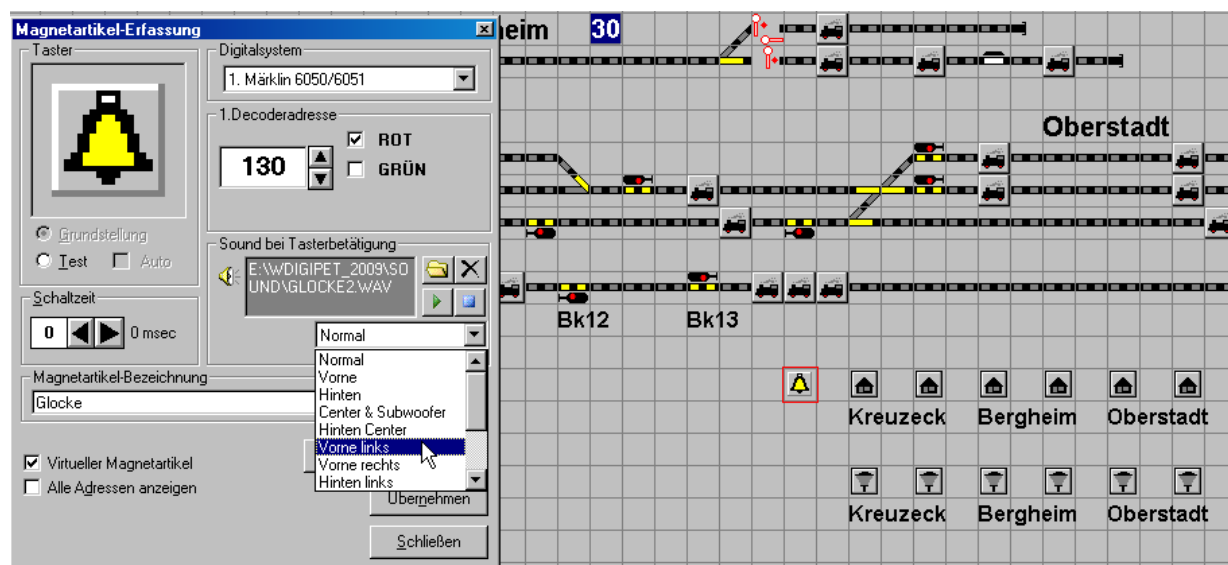 Magnetartikel-Erfassung
Taster
Grundstellung
Test
Auto
Schaltzeit
0
0 msec
Digitalsystem
1. Märklin 6050/6051
1.Decoderadresse
130
ROT
GRÜN
Sound bei Tasterbetätigung
E:\WDIGIPET_2009\SO
UND\GLOCKE2.WAV
Normal
Normal
Vorne
Hinten
Center & Subwoofer
Hinten Center
Vorne links
Vorne rechts
Hinten links
Magnetartikel-Bezeichnung
Glocke
Virtueller Magnetartikel
Alle Adressen anzeigen
Übernehmen
Schließen
heim 30
Oberstadt
Bk12 Bk13
Kreuzeck Bergheim Oberstadt
Kreuzeck Bergheim Oberstadt